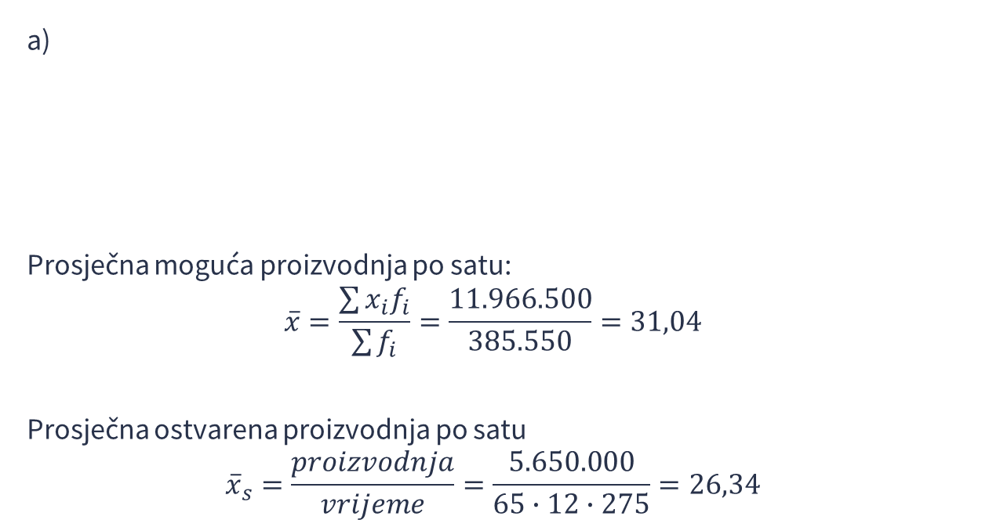 a)
Prosječna moguća proizvodnja po satu:
x̄ = ∑ xᵢfᵢ / ∑ fᵢ = 11.966.500 / 385.550 = 31,04
Prosječna ostvarena proizvodnja po satu
x̄ₛ = proizvodnja / vrijeme = 5.650.000 / 65 · 12 · 275 = 26,34